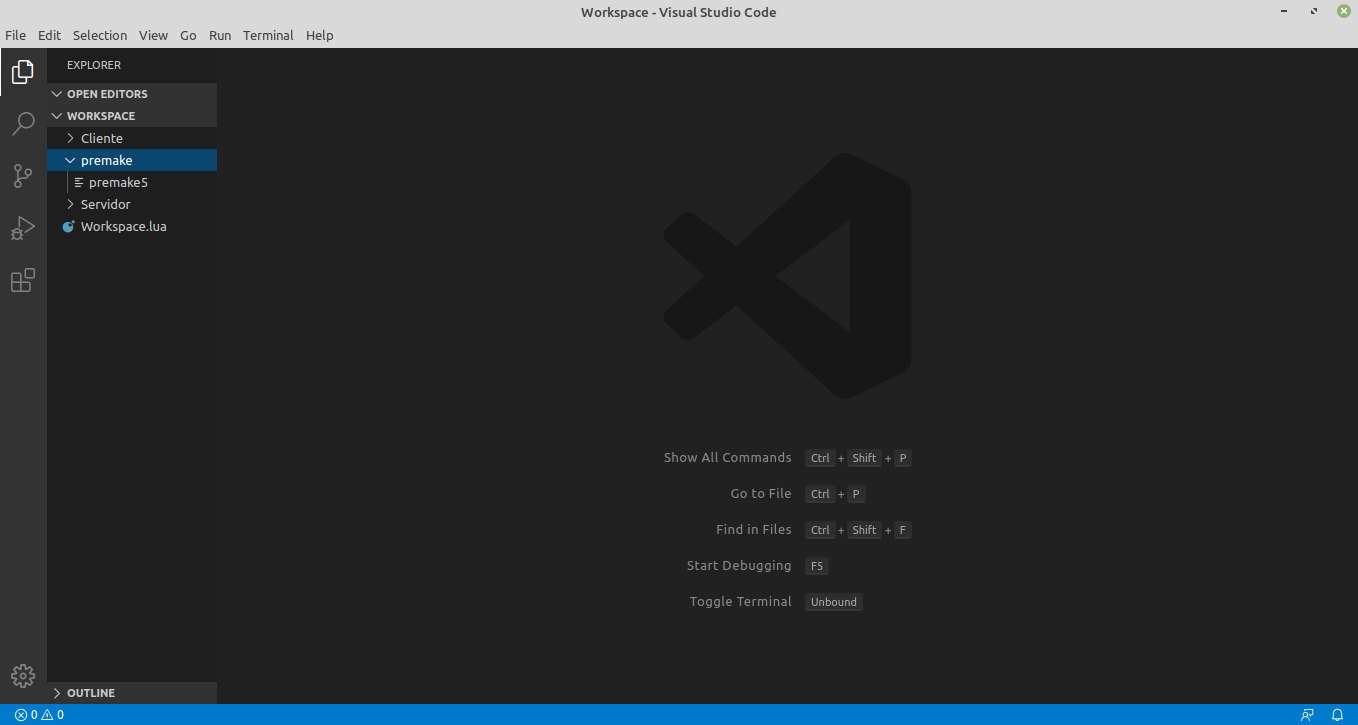 Workspace - Visual Studio Code
File Edit Selection View Go Run Terminal Help
EXPLORER
OPEN EDITORS
WORKSPACE
Cliente
premake
premake5
Servidor
Workspace.lua
Show All Commands Ctrl + Shift + P
Go to File Ctrl + P
Find in Files Ctrl + Shift + F
Start Debugging F5
Toggle Terminal Unbound
OUTLINE
0 0